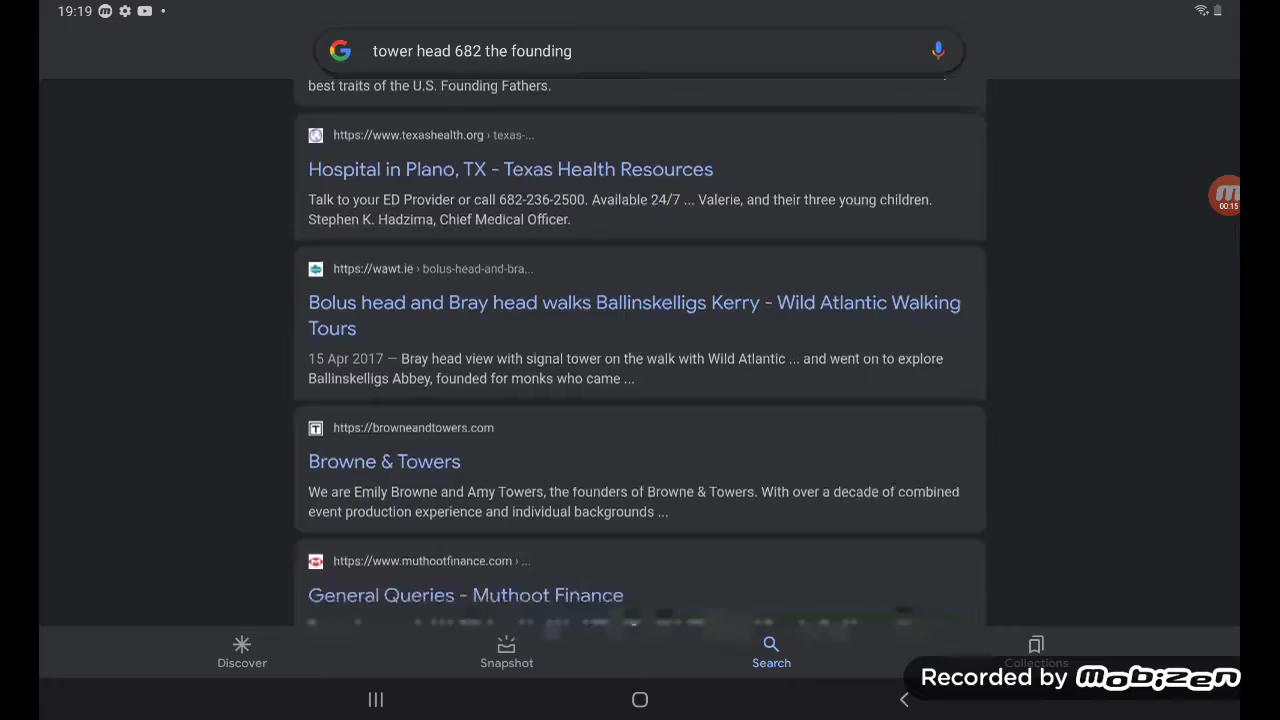 19:19
tower head 682 the founding
best traits of the U.S. Founding Fathers.
https://www.texashealth.org › texas-...
Hospital in Plano, TX - Texas Health Resources
Talk to your ED Provider or call 682-236-2500. Available 24/7 ... Valerie, and their three young children.
Stephen K. Hadzima, Chief Medical Officer.
00:15
https://wawt.ie › bolus-head-and-bra...
Bolus head and Bray head walks Ballinskelligs Kerry - Wild Atlantic Walking
Tours
15 Apr 2017 — Bray head view with signal tower on the walk with Wild Atlantic ... and went on to explore
Ballinskelligs Abbey, founded for monks who came ...
https://browneandtowers.com
Browne & Towers
We are Emily Browne and Amy Towers, the founders of Browne & Towers. With over a decade of combined
event production experience and individual backgrounds ...
https://www.muthootfinance.com › ...
General Queries - Muthoot Finance
Discover
Snapshot
Search
Collections
Recorded by mobizen